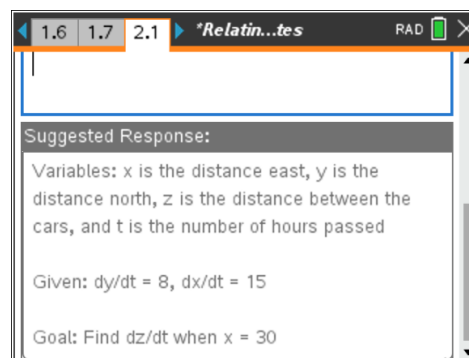 1.6 1.7 2.1 *Relatin...tes RAD
Suggested Response:
Variables: x is the distance east, y is the
distance north, z is the distance between the
cars, and t is the number of hours passed
Given: dy/dt = 8, dx/dt = 15
Goal: Find dz/dt when x = 30